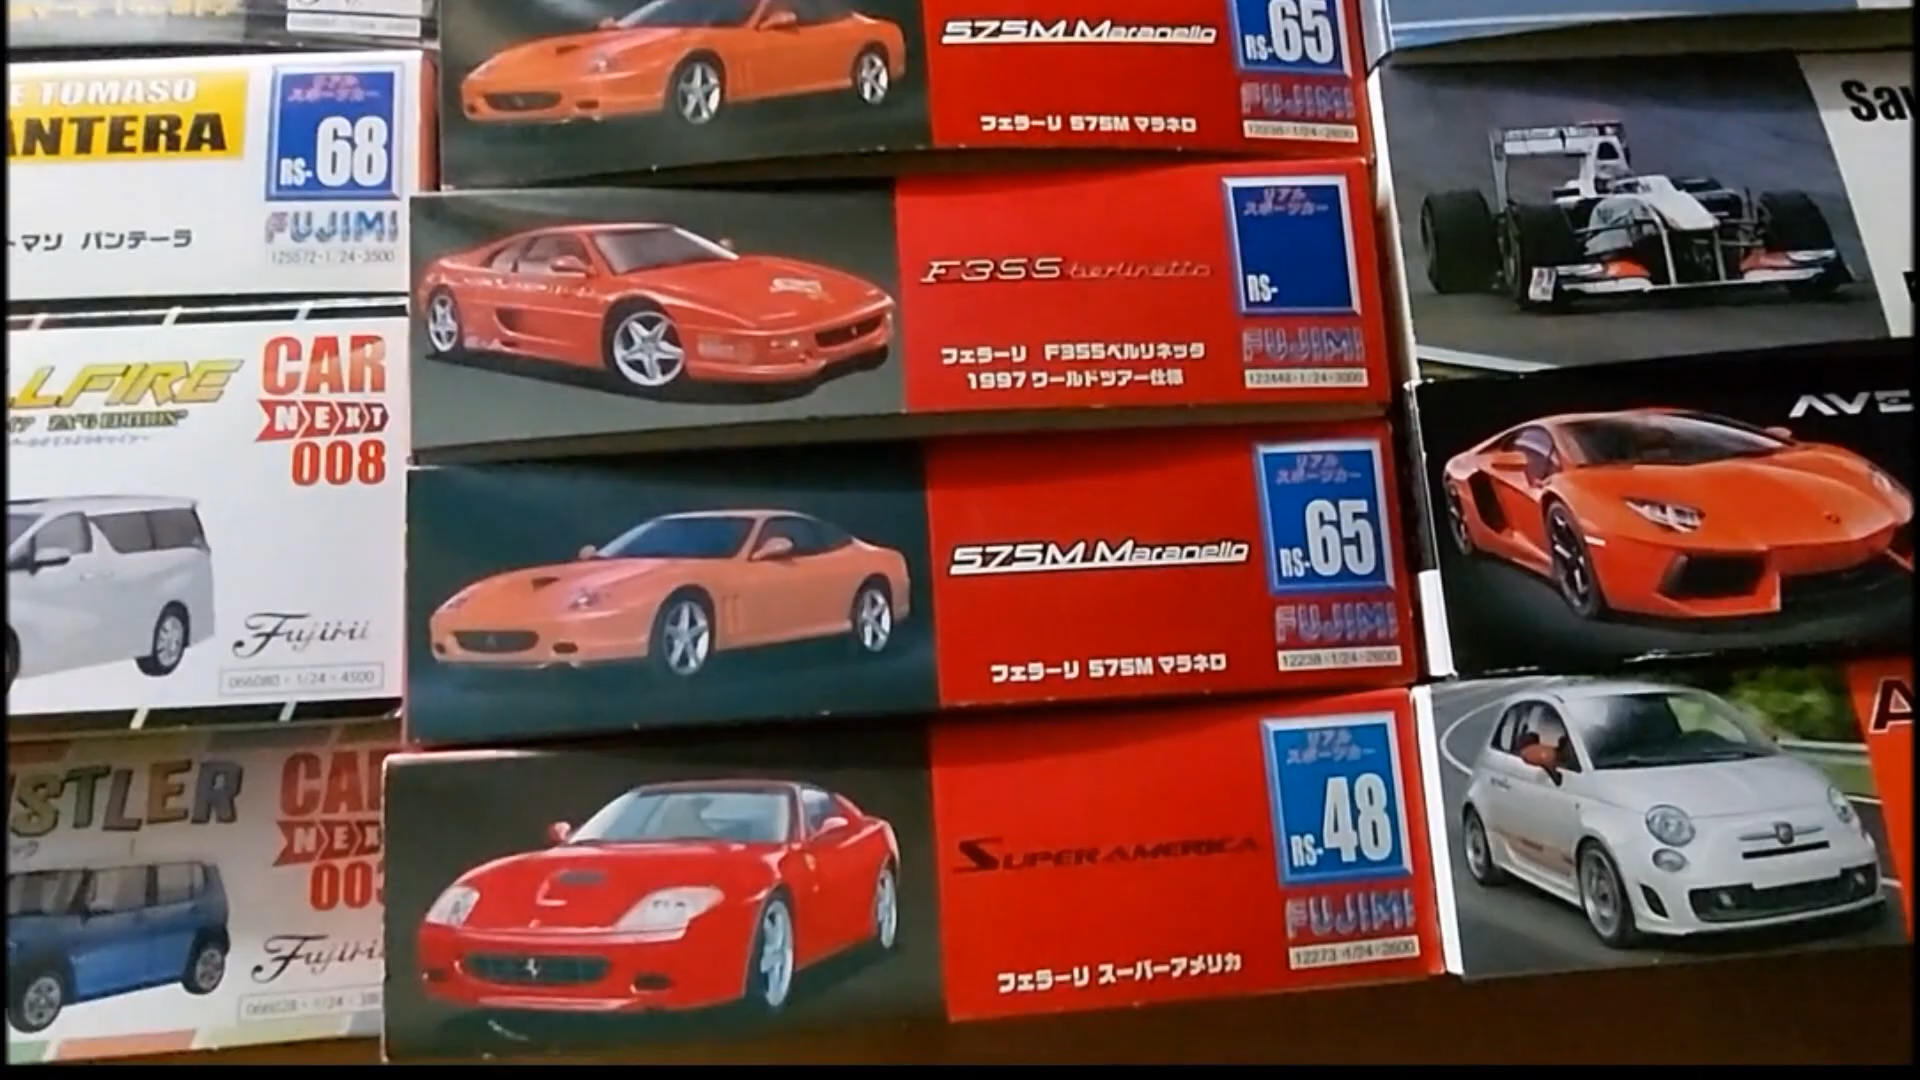 E TOMASO
ANTERA
リアル
スポーツカー
RS-68
FUJIMI
125572・1/24・3500
トマソ パンテーラ
LLFIRE
CAR
NEXT
008
Fujimi
066080・1/24・4500
STLER
CAR
NEXT
003
Fujimi
575M Maranello
RS-65
FUJIMI
フェラーリ 575M マラネロ
F355 berlinetta
リアル
スポーツカー
RS-
FUJIMI
フェラーリ F355ベルリネッタ
1997 ワールドツアー仕様
575M Maranello
リアル
スポーツカー
RS-65
FUJIMI
フェラーリ 575M マラネロ
SUPERAMERICA
リアル
スポーツカー
RS-48
FUJIMI
フェラーリ スーパーアメリカ
Sau
AVE
A